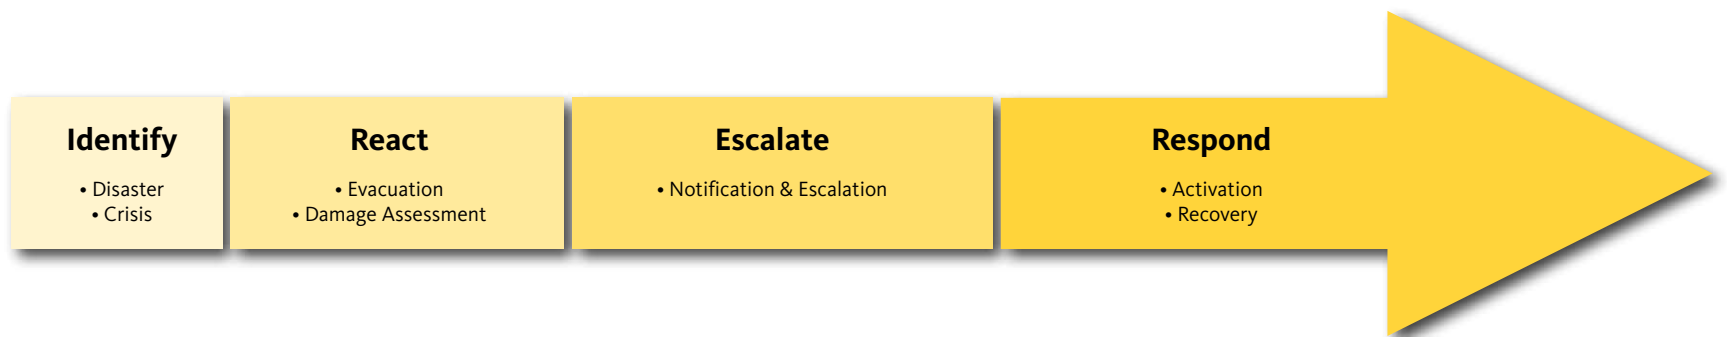 Identify
• Disaster
• Crisis
React
• Evacuation
• Damage Assessment
Escalate
• Notification & Escalation
Respond
• Activation
• Recovery